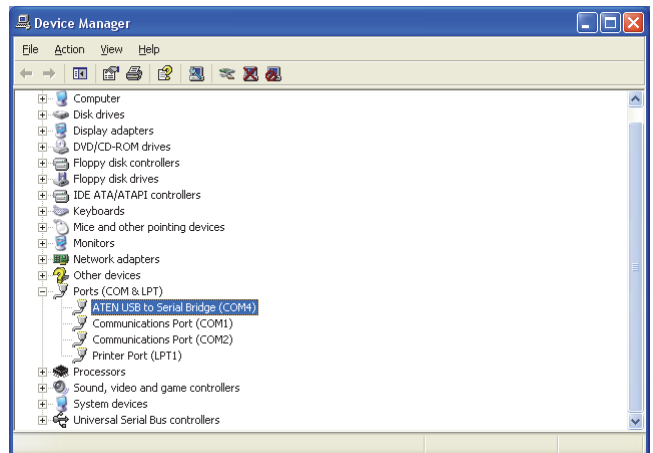 Device Manager
File Action View Help
Computer
Disk drives
Display adapters
DVD/CD-ROM drives
Floppy disk controllers
Floppy disk drives
IDE ATA/ATAPI controllers
Keyboards
Mice and other pointing devices
Monitors
Network adapters
Other devices
Ports (COM & LPT)
ATEN USB to Serial Bridge (COM4)
Communications Port (COM1)
Communications Port (COM2)
Printer Port (LPT1)
Processors
Sound, video and game controllers
System devices
Universal Serial Bus controllers